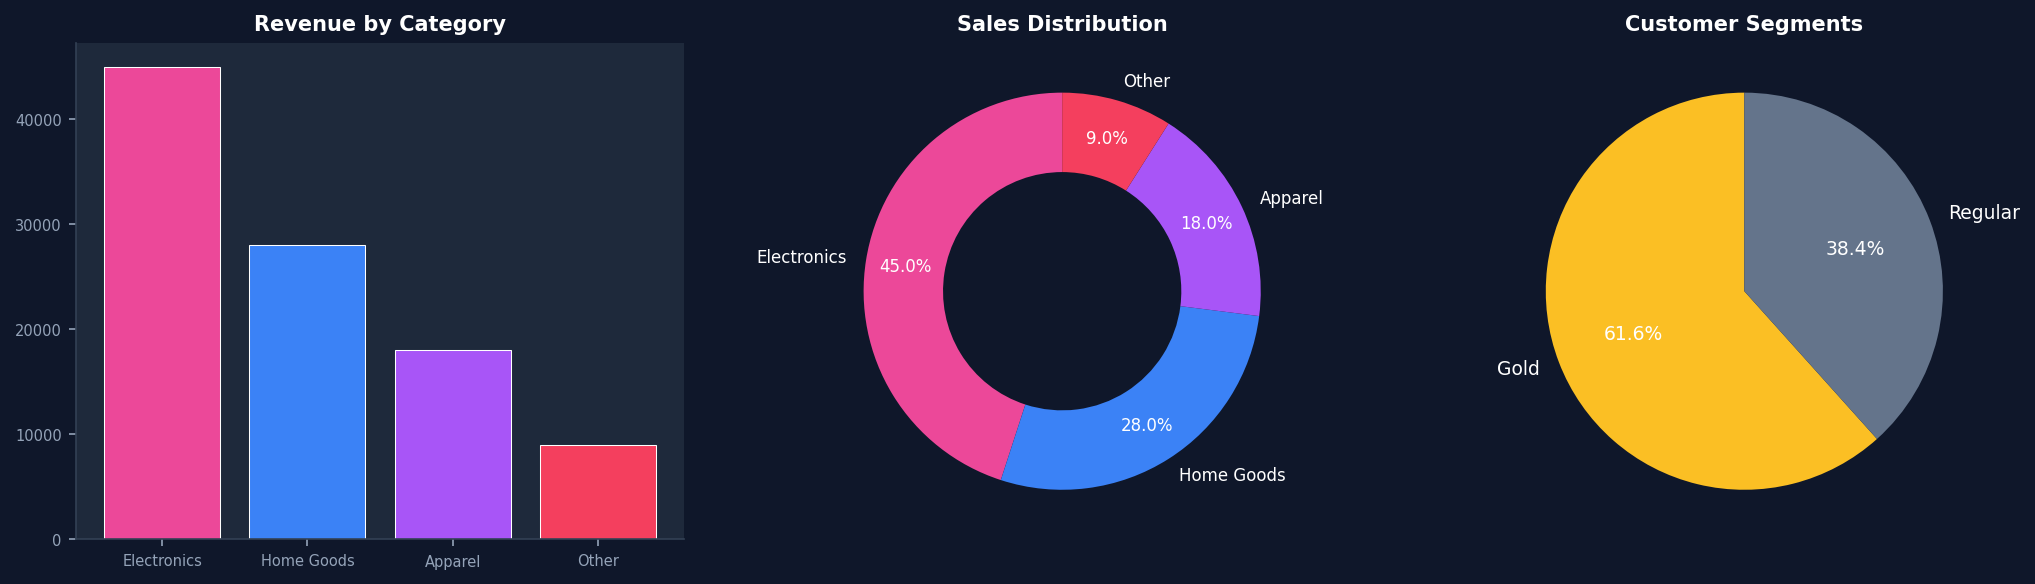 Revenue by Category
40000
30000
20000
10000
0
Electronics
Home Goods
Apparel
Other
Sales Distribution
Other
9.0%
Apparel
18.0%
Electronics
45.0%
28.0%
Home Goods
Customer Segments
Regular
38.4%
61.6%
Gold